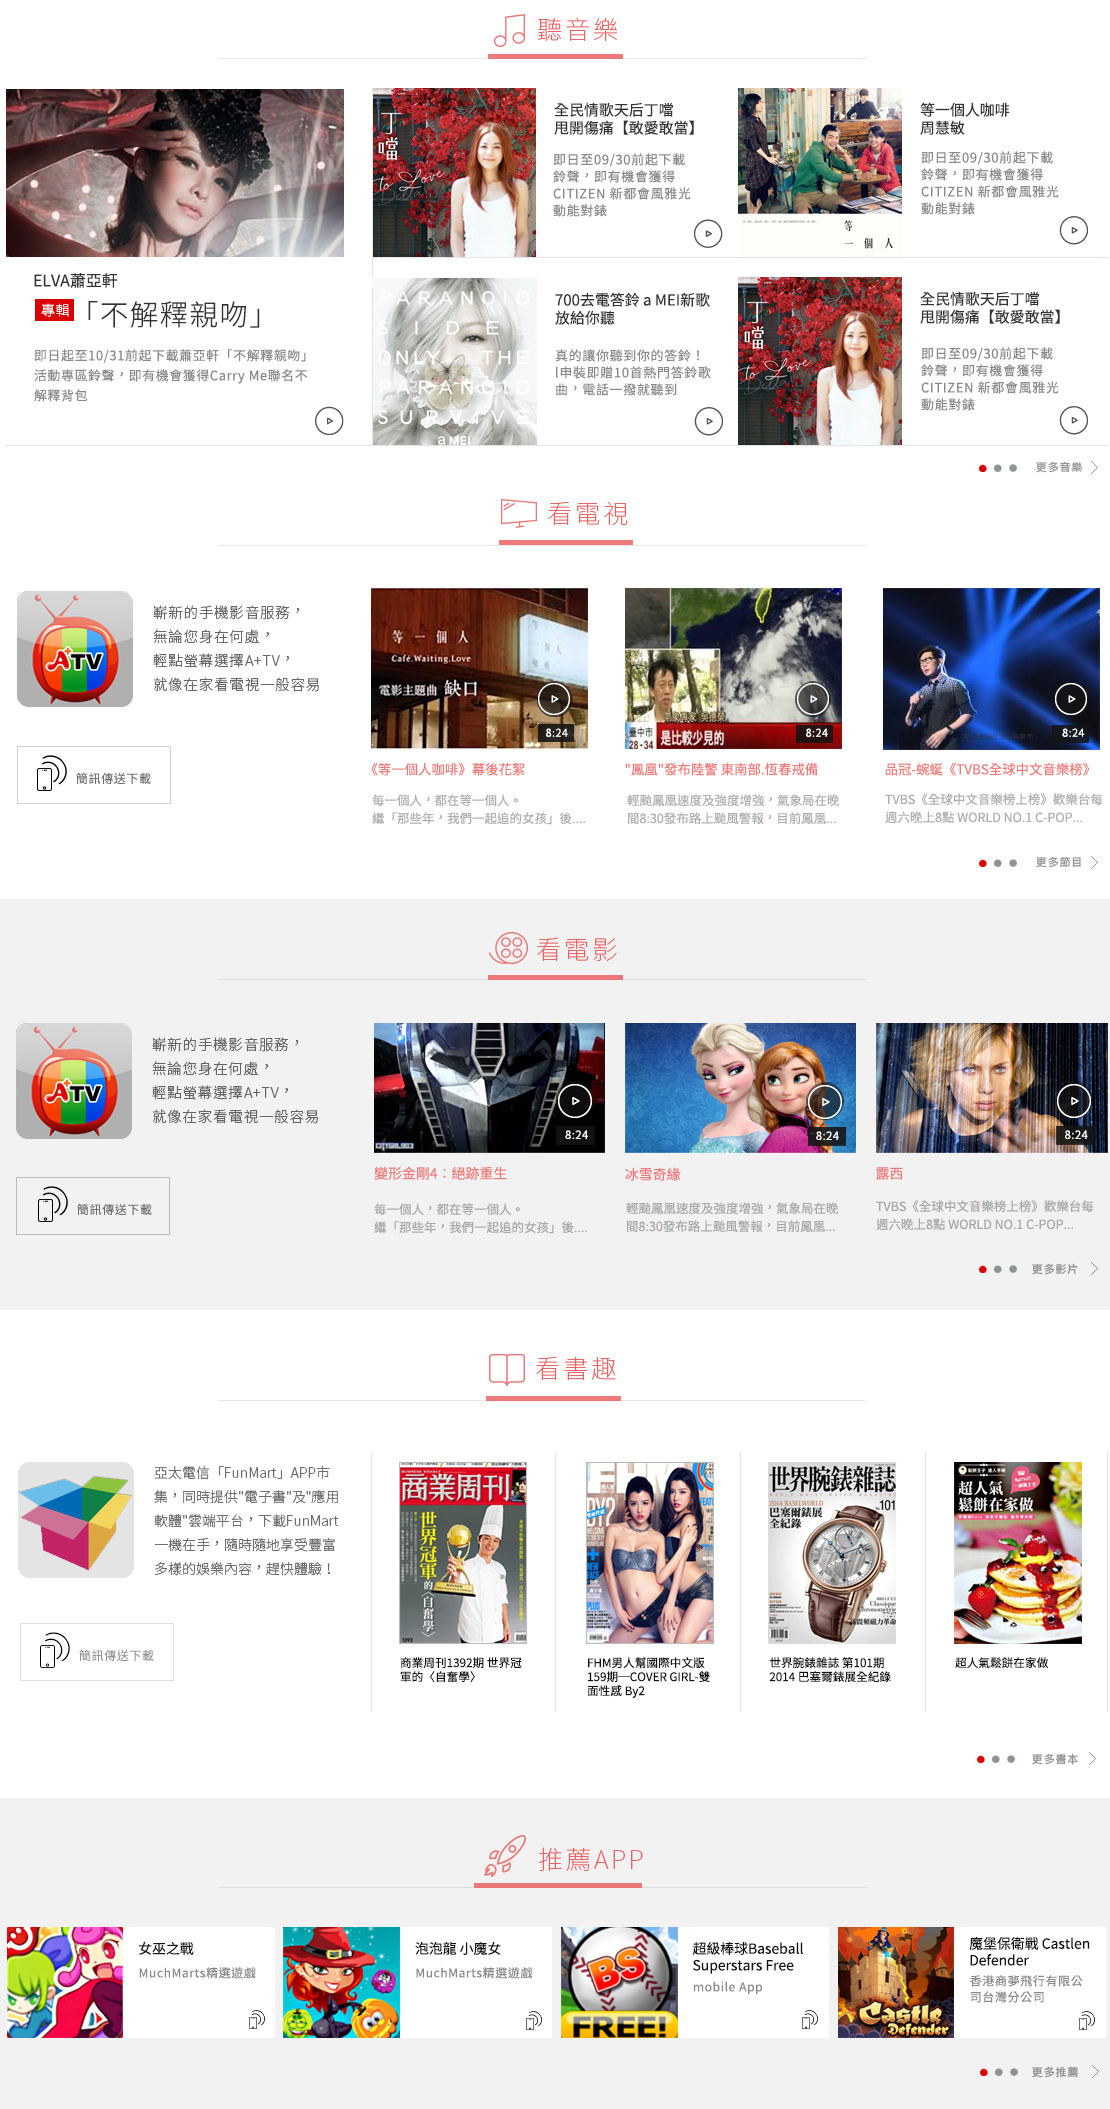 聽音樂
ELVA蕭亞軒
專輯「不解釋親吻」
即日起至10/31前起下載蕭亞軒「不解釋親吻」
活動專區鈴聲，即有機會獲得Carry Me聯名不
解釋背包
丁噹
to Love
Della
全民情歌天后丁噹
甩開傷痛【敢愛敢當】
即日至09/30前起下載
鈴聲，即有機會獲得
CITIZEN 新都會風雅光
動能對錶
等
一個人
等一個人咖啡
周慧敏
即日至09/30前起下載
鈴聲，即有機會獲得
CITIZEN 新都會風雅光
動能對錶
PARANOID
SIDE-
ONLY THE
PARANOID
SURVIVE
a MEI
700去電答鈴 a MEI新歌
放給你聽
真的讓你聽到你的答鈴！
I申裝即贈10首熱門答鈴歌
曲，電話一撥就聽到
丁噹
to Love
Della
全民情歌天后丁噹
甩開傷痛【敢愛敢當】
即日至09/30前起下載
鈴聲，即有機會獲得
CITIZEN 新都會風雅光
動能對錶
更多音樂
看電視
A+TV
嶄新的手機影音服務，
無論您身在何處，
輕點螢幕選擇A+TV，
就像在家看電視一般容易
簡訊傳送下載
等一個人
Café.Waiting.Love
電影主題曲 缺口
8:24
《等一個人咖啡》幕後花絮
每一個人，都在等一個人。
繼「那些年，我們一起追的女孩」後....
臺中市
28-34
是比較少見的
8:24
"鳳凰"發布陸警 東南部.恆春戒備
輕颱鳳凰速度及強度增強，氣象局在晚
間8:30發布路上颱風警報，目前鳳凰...
8:24
品冠-蜿蜒《TVBS全球中文音樂榜》
TVBS《全球中文音樂榜上榜》歡樂台每
週六晚上8點 WORLD NO.1 C-POP...
更多節目
看電影
A+TV
嶄新的手機影音服務，
無論您身在何處，
輕點螢幕選擇A+TV，
就像在家看電視一般容易
簡訊傳送下載
8:24
變形金剛4：絕跡重生
每一個人，都在等一個人。
繼「那些年，我們一起追的女孩」後....
8:24
冰雪奇緣
輕颱鳳凰速度及強度增強，氣象局在晚
間8:30發布路上颱風警報，目前鳳凰...
8:24
露西
TVBS《全球中文音樂榜上榜》歡樂台每
週六晚上8點 WORLD NO.1 C-POP...
更多影片
看書趣
亞太電信「FunMart」APP市
集，同時提供"電子書"及"應用
軟體"雲端平台，下載FunMart
一機在手，隨時隨地享受豐富
多樣的娛樂內容，趕快體驗！
簡訊傳送下載
商業周刊
世界冠軍的〈自奮學〉
1392
商業周刊1392期 世界冠
軍的〈自奮學〉
BY2
PLUS
FHM男人幫國際中文版
159期—COVER GIRL-雙
面性感 By2
世界腕錶雜誌
2014 BASELWORLD
巴塞爾錶展
全紀錄
101
Classique
世界腕錶雜誌 第101期
2014 巴塞爾錶展全紀錄
超人氣
鬆餅在家做
超人氣鬆餅在家做
更多書本
推薦APP
女巫之戰
MuchMarts精選遊戲
泡泡龍 小魔女
MuchMarts精選遊戲
BS
FREE!
超級棒球Baseball
Superstars Free
mobile App
Castle
Defender
魔堡保衛戰 Castlen
Defender
香港商夢飛行有限公
司台灣分公司
更多推薦